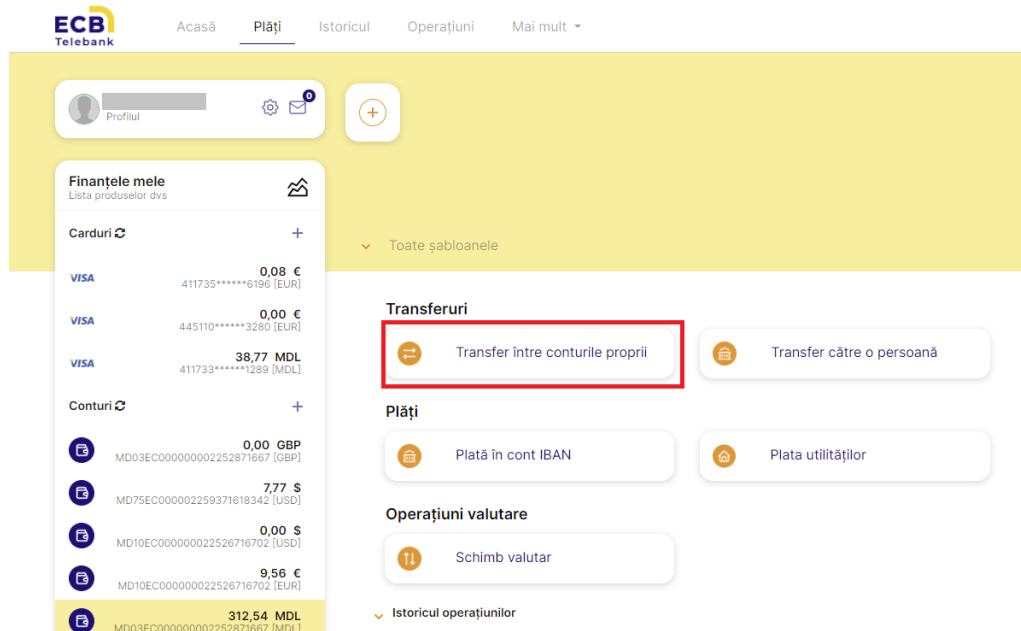 ECB
Telebank
Acasă Plăți Istoricul Operațiuni Mai mult
0
Profilul
Finanțele mele
Lista produselor dvs
Carduri
Toate șabloanele
VISA 0,08 €
411735******6196 [EUR]
VISA 0,00 €
445110******3280 [EUR]
VISA 38,77 MDL
411733******1289 [MDL]
Conturi
0,00 GBP
MD03EC000000002252871667 [GBP]
7,77 $
MD75EC000002259371618342 [USD]
0,00 $
MD10EC000000022526716702 [USD]
9,56 €
MD10EC000000022526716702 [EUR]
312,54 MDL
MD03EC000000002252871667 [MDL]
Transferuri
Transfer între conturile proprii
Transfer către o persoană
Plăți
Plată în cont IBAN
Plata utilităților
Operațiuni valutare
Schimb valutar
Istoricul operațiunilor